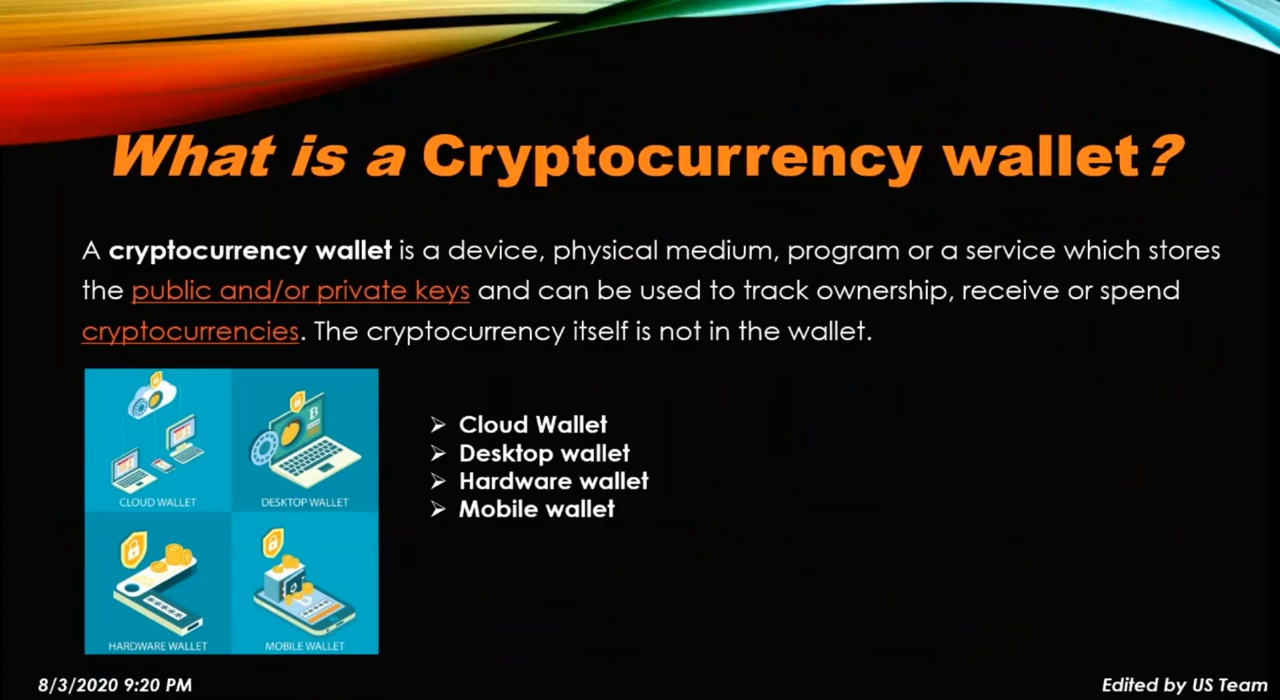 What is a Cryptocurrency wallet?
A cryptocurrency wallet is a device, physical medium, program or a service which stores
the public and/or private keys and can be used to track ownership, receive or spend
cryptocurrencies. The cryptocurrency itself is not in the wallet.
CLOUD WALLET
DESKTOP WALLET
HARDWARE WALLET
MOBILE WALLET
➢ Cloud Wallet
➢ Desktop wallet
➢ Hardware wallet
➢ Mobile wallet
8/3/2020 9:20 PM
Edited by US Team